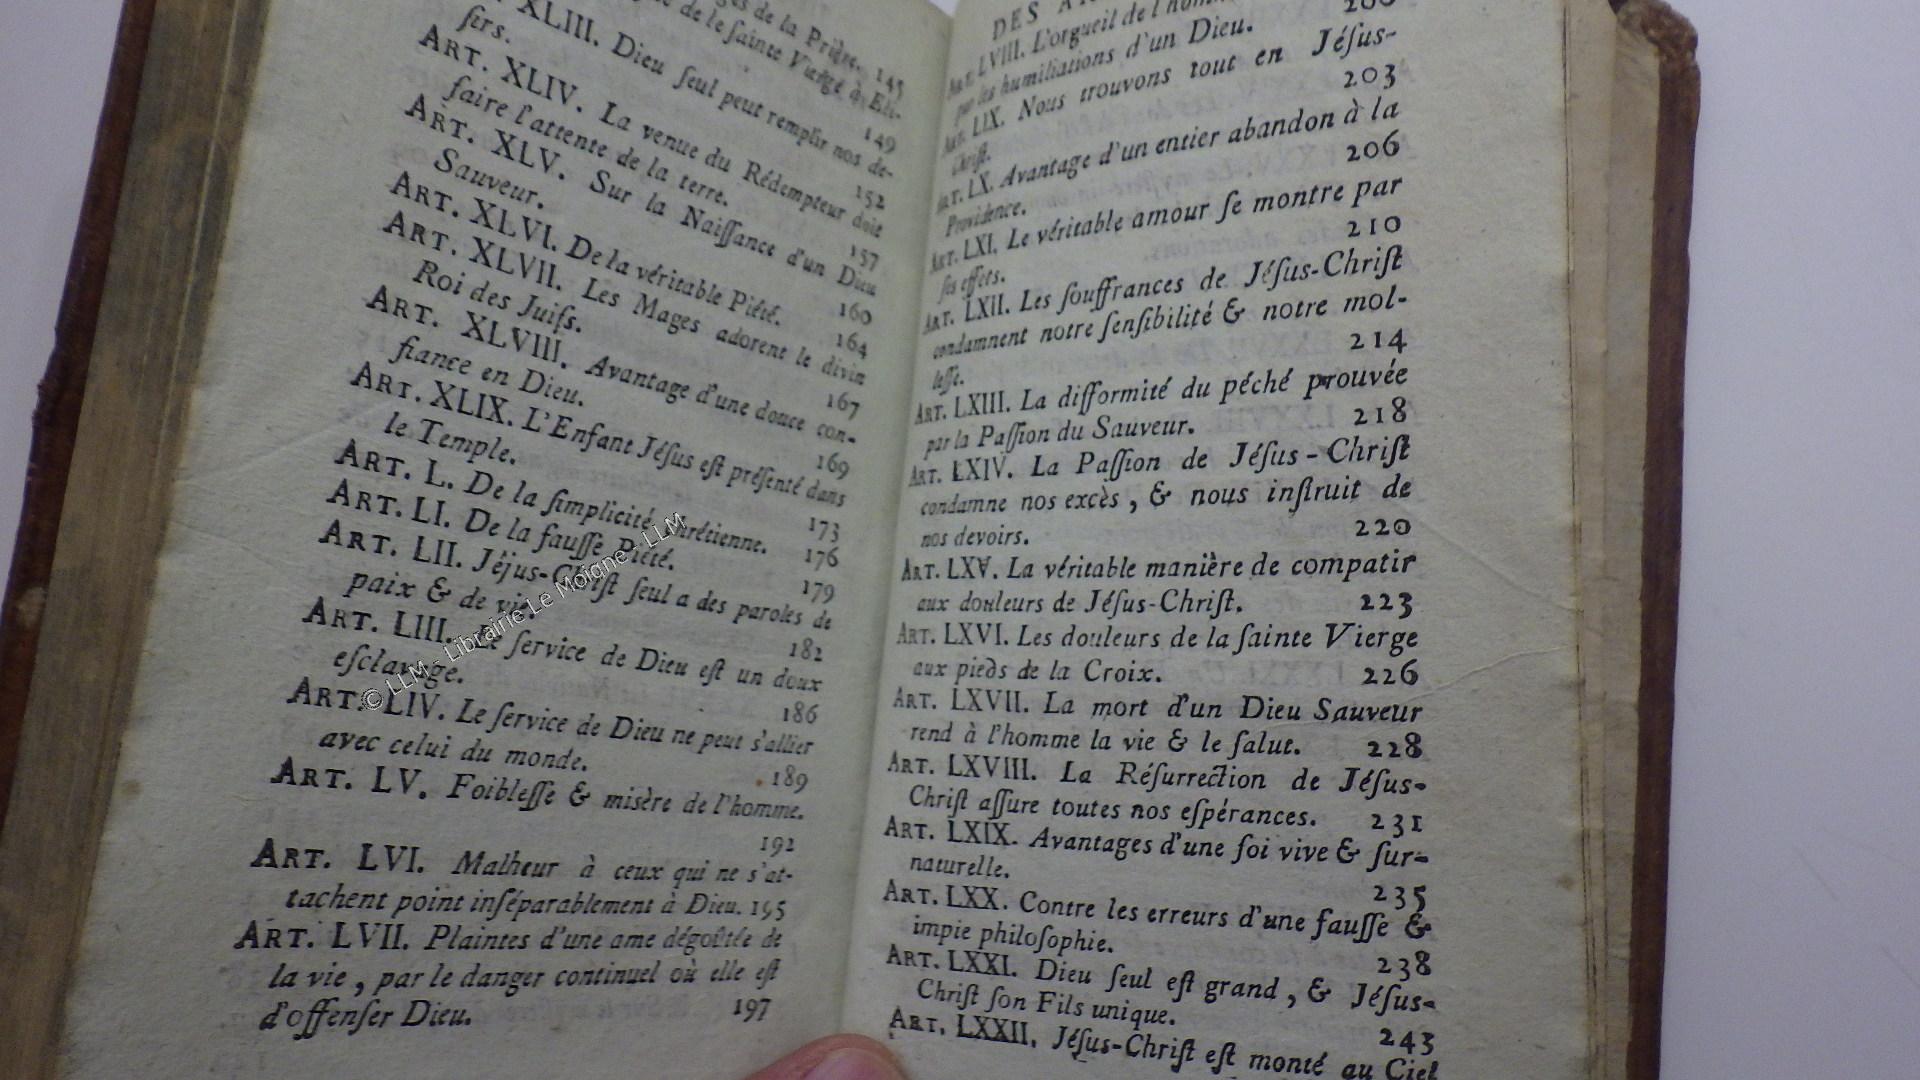 de la Prière. 145
de le sainte Vierge à Eli-
149
XLIII. Dieu seul peut remplir nos de-
sirs. 152
ART. XLIV. La venue du Rédempteur doit
faire l'attente de la terre. 157
ART. XLV. Sur la Naissance d'un Dieu
Sauveur. 160
ART. XLVI. De la véritable Piété. 164
ART. XLVII. Les Mages adorent le divin
Roi des Juifs. 167
ART. XLVIII. Avantage d'une douce con-
fiance en Dieu. 169
ART. XLIX. L'Enfant Jésus est présenté dans
le Temple. 173
ART. L. De la simplicité chrétienne. 176
ART. LI. De la fausse Piété. 179
ART. LII. Jésus-Christ seul a des paroles de
paix & de vie. 182
ART. LIII. Le service de Dieu est un doux
esclavage. 186
ART. LIV. Le service de Dieu ne peut s'allier
avec celui du monde. 189
ART. LV. Foiblesse & misère de l'homme.
192
ART. LVI. Malheur à ceux qui ne s'at-
tachent point inséparablement à Dieu. 195
ART. LVII. Plaintes d'une ame dégoûtée de
la vie, par le danger continuel où elle est
d'offenser Dieu. 197
DES
ART. LVIII. L'orgueil de l'homme
par les humiliations d'un Dieu. 200
ART. LIX. Nous trouvons tout en Jésus-
Christ. 203
ART. LX. Avantage d'un entier abandon à la
Providence. 206
ART. LXI. Le véritable amour se montre par
ses effets. 210
ART. LXII. Les souffrances de Jésus-Christ
condamnent notre sensibilité & notre mol-
lesse. 214
ART. LXIII. La difformité du péché prouvée
par la Passion du Sauveur. 218
ART. LXIV. La Passion de Jésus-Christ
condamne nos excès, & nous instruit de
nos devoirs. 220
ART. LXV. La véritable manière de compatir
aux douleurs de Jésus-Christ. 223
ART. LXVI. Les douleurs de la sainte Vierge
aux pieds de la Croix. 226
ART. LXVII. La mort d'un Dieu Sauveur
rend à l'homme la vie & le salut. 228
ART. LXVIII. La Résurrection de Jésus-
Christ assure toutes nos espérances. 231
ART. LXIX. Avantages d'une foi vive & sur-
naturelle. 235
ART. LXX. Contre les erreurs d'une fausse &
impie philosophie. 238
ART. LXXI. Dieu seul est grand, & Jésus-
Christ son Fils unique. 243
ART. LXXII. Jésus-Christ est monté au Ciel
© LLM - Librairie Le Moiane - LLM